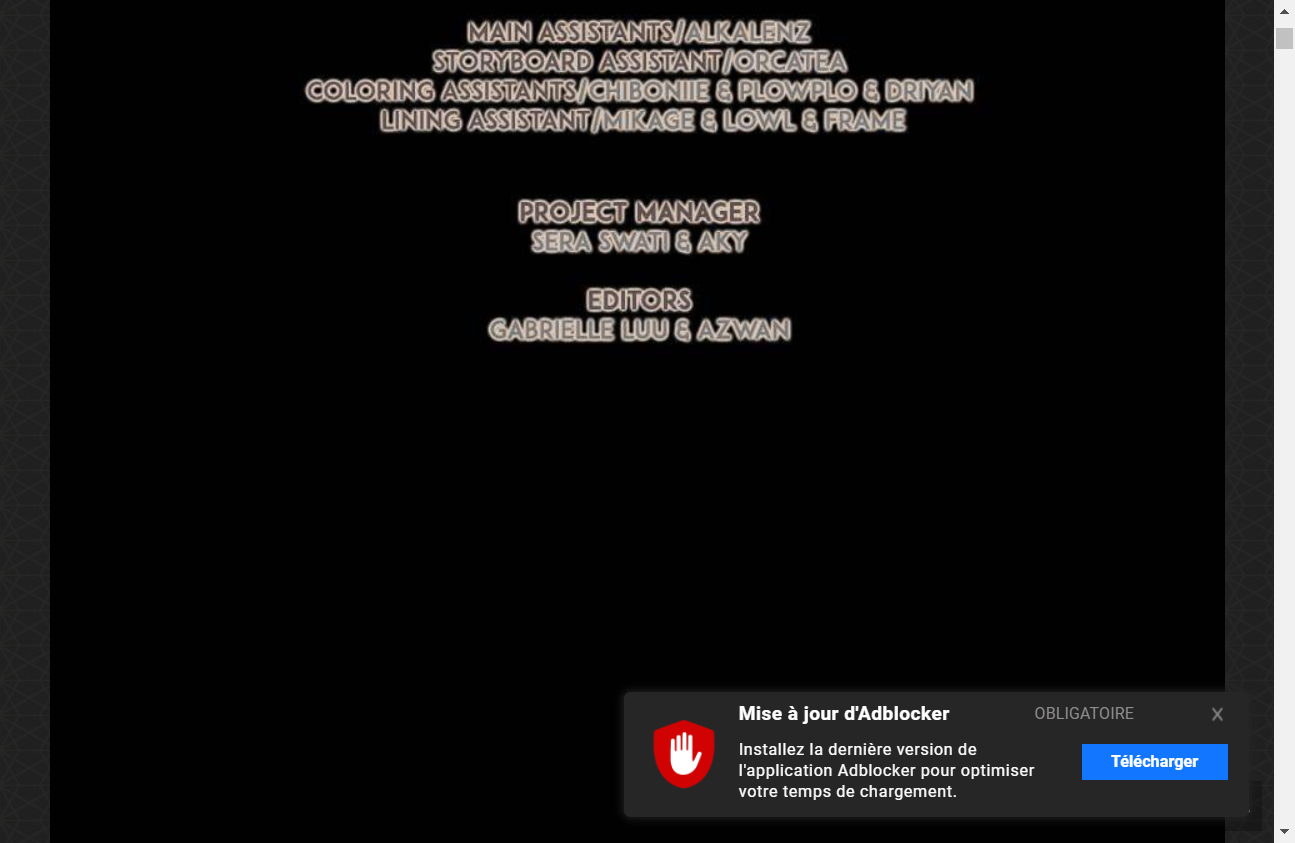 MAIN ASSISTANTS/ALKALENZ
STORYBOARD ASSISTANT/ORCATEA
COLORING ASSISTANTS/CHIBONIIE & PLOWPLO & DRIYAN
LINING ASSISTANT/MIKAGE & LOWL & FRAME
PROJECT MANAGER
SERA SWATI & AKY
EDITORS
GABRIELLE LUU & AZWAN
Mise à jour d'Adblocker
OBLIGATOIRE
X
Installez la dernière version de
l'application Adblocker pour optimiser
votre temps de chargement.
Télécharger